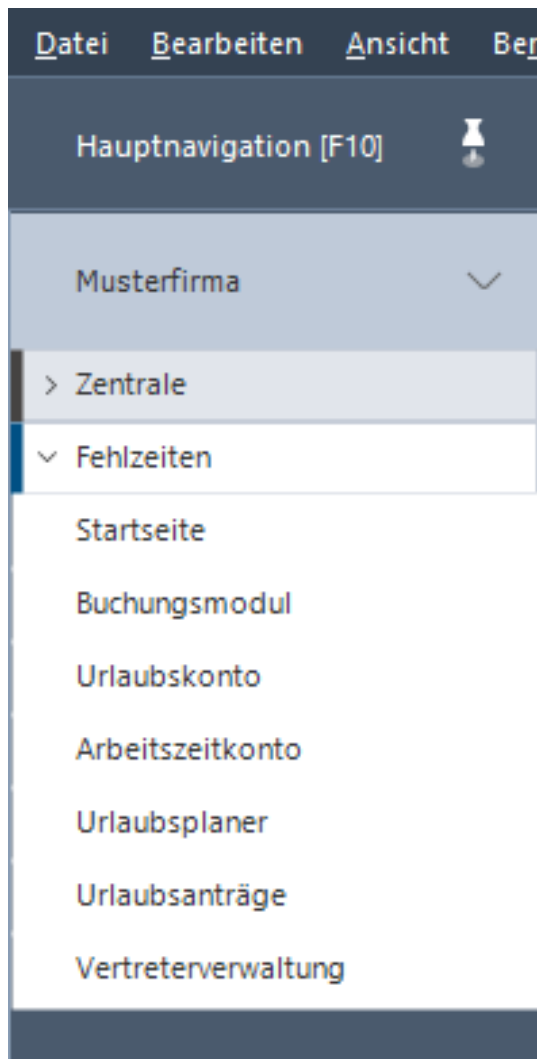 Datei Bearbeiten Ansicht
Hauptnavigation [F10]
Musterfirma
Zentrale
Fehlzeiten
Startseite
Buchungsmodul
Urlaubskonto
Arbeitszeitkonto
Urlaubsplaner
Urlaubsanträge
Vertreterverwaltung